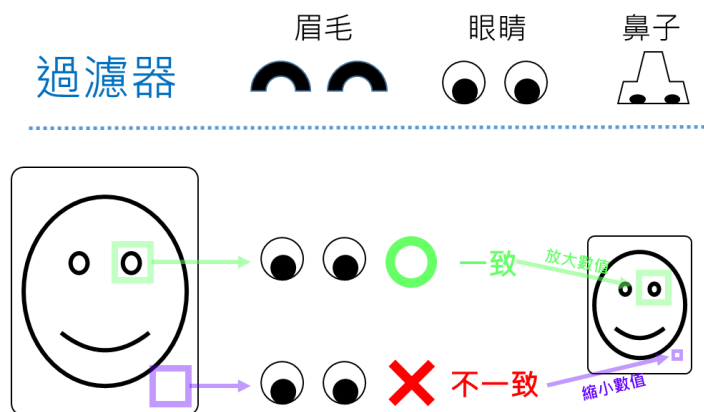 眉毛 眼睛 鼻子
過濾器
一致
放大數值
不一致
縮小數值